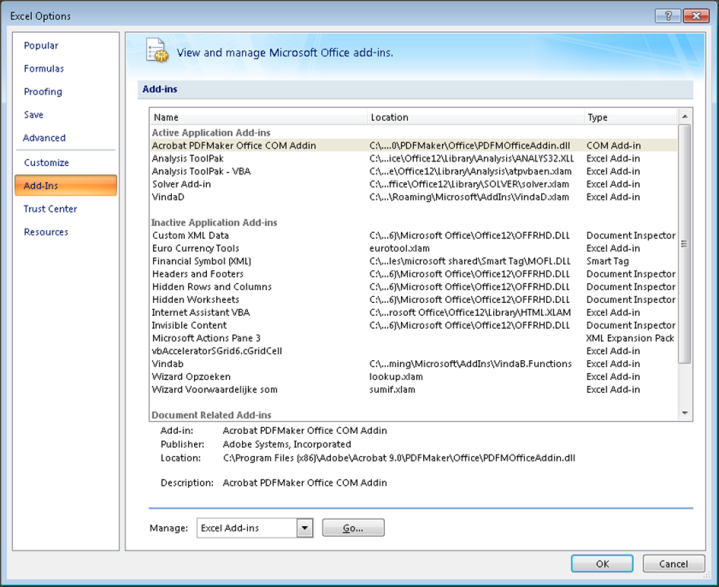 Excel Options
Popular
Formulas
Proofing
Save
Advanced
Customize
Add-Ins
Trust Center
Resources
View and manage Microsoft Office add-ins.
Add-ins
Name Location Type
Active Application Add-ins
Acrobat PDFMaker Office COM Addin C:\...0\PDFMaker\Office\PDFMOfficeAddin.dll COM Add-in
Analysis ToolPak C:\...ice\Office12\Library\Analysis\ANALYS32.XLL Excel Add-in
Analysis ToolPak - VBA C:\...e\Office12\Library\Analysis\atpvbaen.xlam Excel Add-in
Solver Add-in C:\...ffice\Office12\Library\SOLVER\solver.xlam Excel Add-in
VindaD C:\...\Roaming\Microsoft\AddIns\VindaD.xlam Excel Add-in
Inactive Application Add-ins
Custom XML Data C:\...6)\Microsoft Office\Office12\OFFRHD.DLL Document Inspector
Euro Currency Tools eurotool.xlam Excel Add-in
Financial Symbol (XML) C:\...les\microsoft shared\Smart Tag\MOFL.DLL Smart Tag
Headers and Footers C:\...6)\Microsoft Office\Office12\OFFRHD.DLL Document Inspector
Hidden Rows and Columns C:\...6)\Microsoft Office\Office12\OFFRHD.DLL Document Inspector
Hidden Worksheets C:\...6)\Microsoft Office\Office12\OFFRHD.DLL Document Inspector
Internet Assistant VBA C:\...rosoft Office\Office12\Library\HTML.XLAM Excel Add-in
Invisible Content C:\...6)\Microsoft Office\Office12\OFFRHD.DLL Document Inspector
Microsoft Actions Pane 3 XML Expansion Pack
vbAcceleratorSGrid6.cGridCell Excel Add-in
Vindab C:\...ming\Microsoft\AddIns\VindaB.Functions Excel Add-in
Wizard Opzoeken lookup.xlam Excel Add-in
Wizard Voorwaardelijke som sumif.xlam Excel Add-in
Document Related Add-ins
Add-in: Acrobat PDFMaker Office COM Addin
Publisher: Adobe Systems, Incorporated
Location: C:\Program Files (x86)\Adobe\Acrobat 9.0\PDFMaker\Office\PDFMOfficeAddin.dll
Description: Acrobat PDFMaker Office COM Addin
Manage: Excel Add-ins Go...
OK Cancel